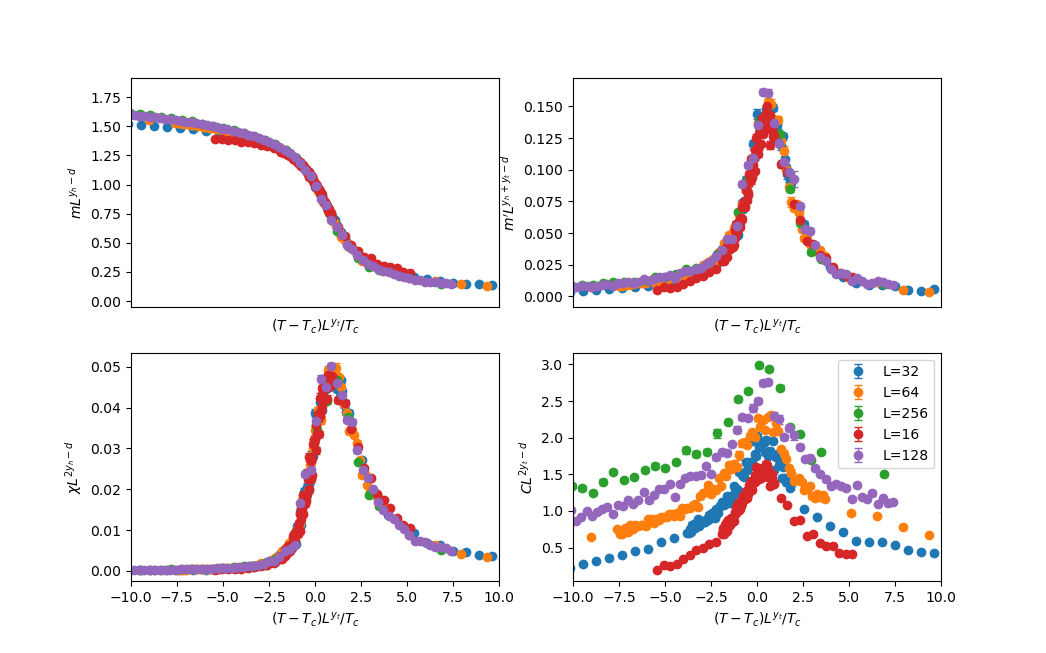 1.75
1.50
1.25
1.00
0.75
0.50
0.25
0.00
$mL^{y_h-d}$
$(T-T_c)L^{y_t}/T_c$
0.150
0.125
0.100
0.075
0.050
0.025
0.000
$m'L^{y_h+y_t-d}$
$(T-T_c)L^{y_t}/T_c$
0.05
0.04
0.03
0.02
0.01
0.00
$\chi L^{2y_h-d}$
−10.0 −7.5 −5.0 −2.5 0.0 2.5 5.0 7.5 10.0
$(T-T_c)L^{y_t}/T_c$
3.0
2.5
2.0
1.5
1.0
0.5
$CL^{2y_t-d}$
L=32
L=64
L=256
L=16
L=128
−10.0 −7.5 −5.0 −2.5 0.0 2.5 5.0 7.5 10.0
$(T-T_c)L^{y_t}/T_c$